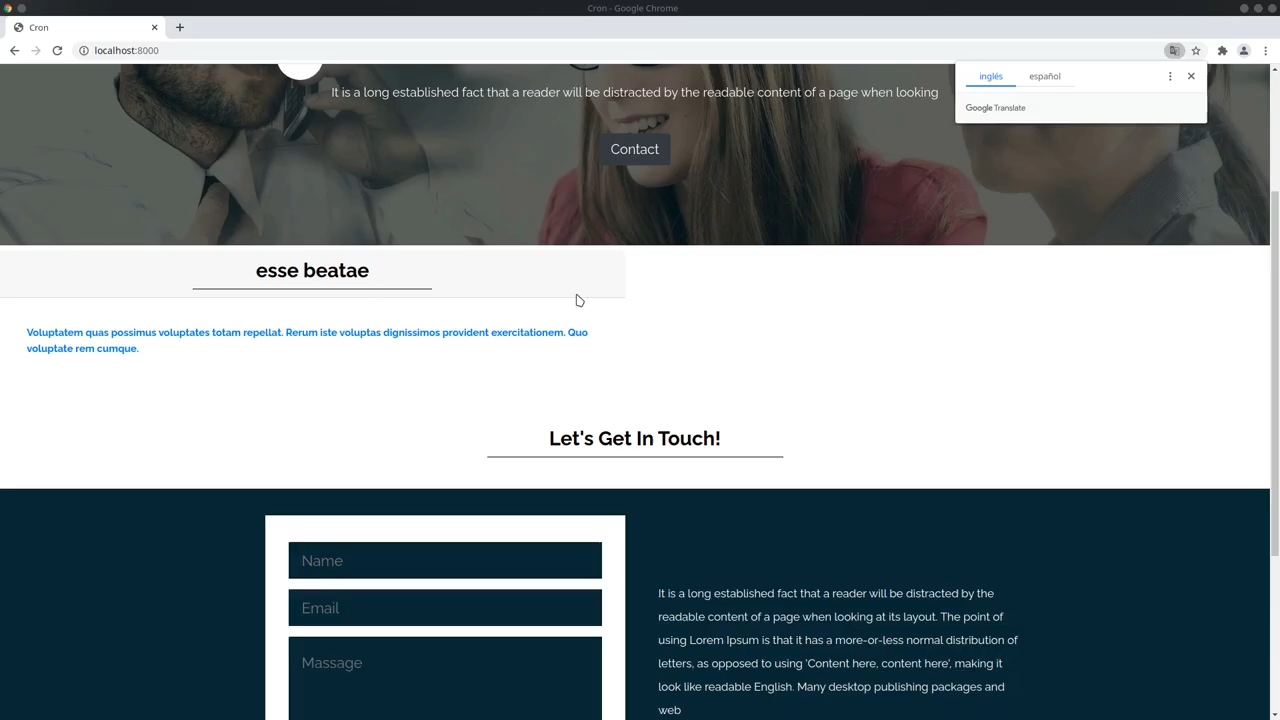 Cron - Google Chrome
Cron
localhost:8000
inglés español
Google Translate
It is a long established fact that a reader will be distracted by the readable content of a page when looking
Contact
esse beatae
Voluptatem quas possimus voluptates totam repellat. Rerum iste voluptas dignissimos provident exercitationem. Quo
voluptate rem cumque.
Let's Get In Touch!
Name
Email
Massage
It is a long established fact that a reader will be distracted by the
readable content of a page when looking at its layout. The point of
using Lorem Ipsum is that it has a more-or-less normal distribution of
letters, as opposed to using 'Content here, content here', making it
look like readable English. Many desktop publishing packages and
web